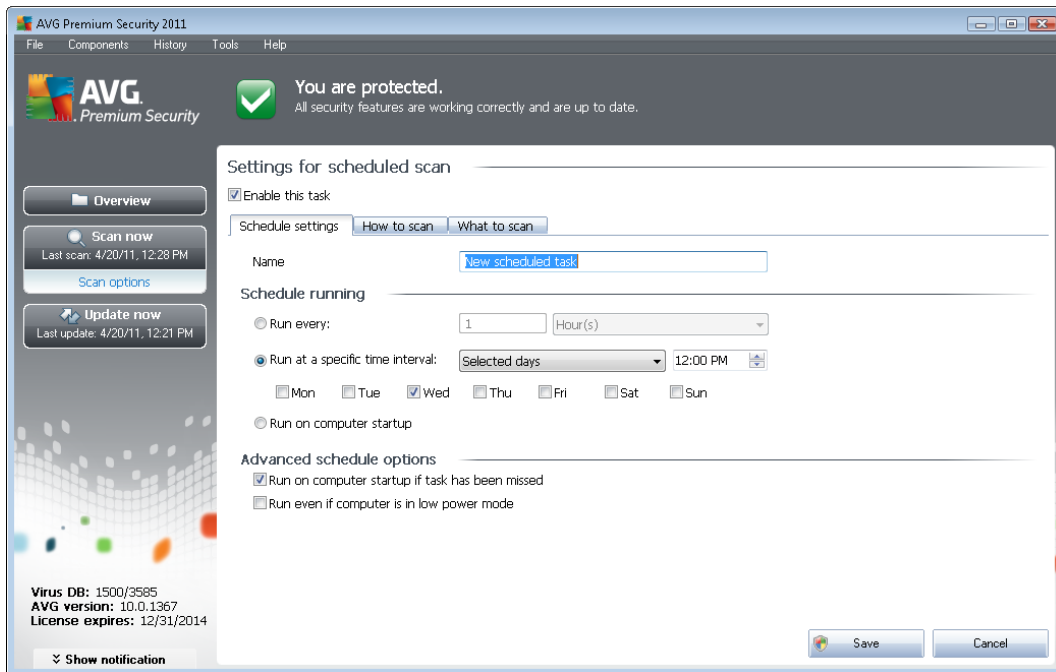 AVG Premium Security 2011
File Components History Tools Help
AVG.
Premium Security
You are protected.
All security features are working correctly and are up to date.
Overview
Scan now
Last scan: 4/20/11, 12:28 PM
Scan options
Update now
Last update: 4/20/11, 12:21 PM
Settings for scheduled scan
Enable this task
Schedule settings How to scan What to scan
Name New scheduled task
Schedule running
Run every: 1 Hour(s)
Run at a specific time interval: Selected days 12:00 PM
Mon Tue Wed Thu Fri Sat Sun
Run on computer startup
Advanced schedule options
Run on computer startup if task has been missed
Run even if computer is in low power mode
Virus DB: 1500/3585
AVG version: 10.0.1367
License expires: 12/31/2014
Show notification
Save Cancel